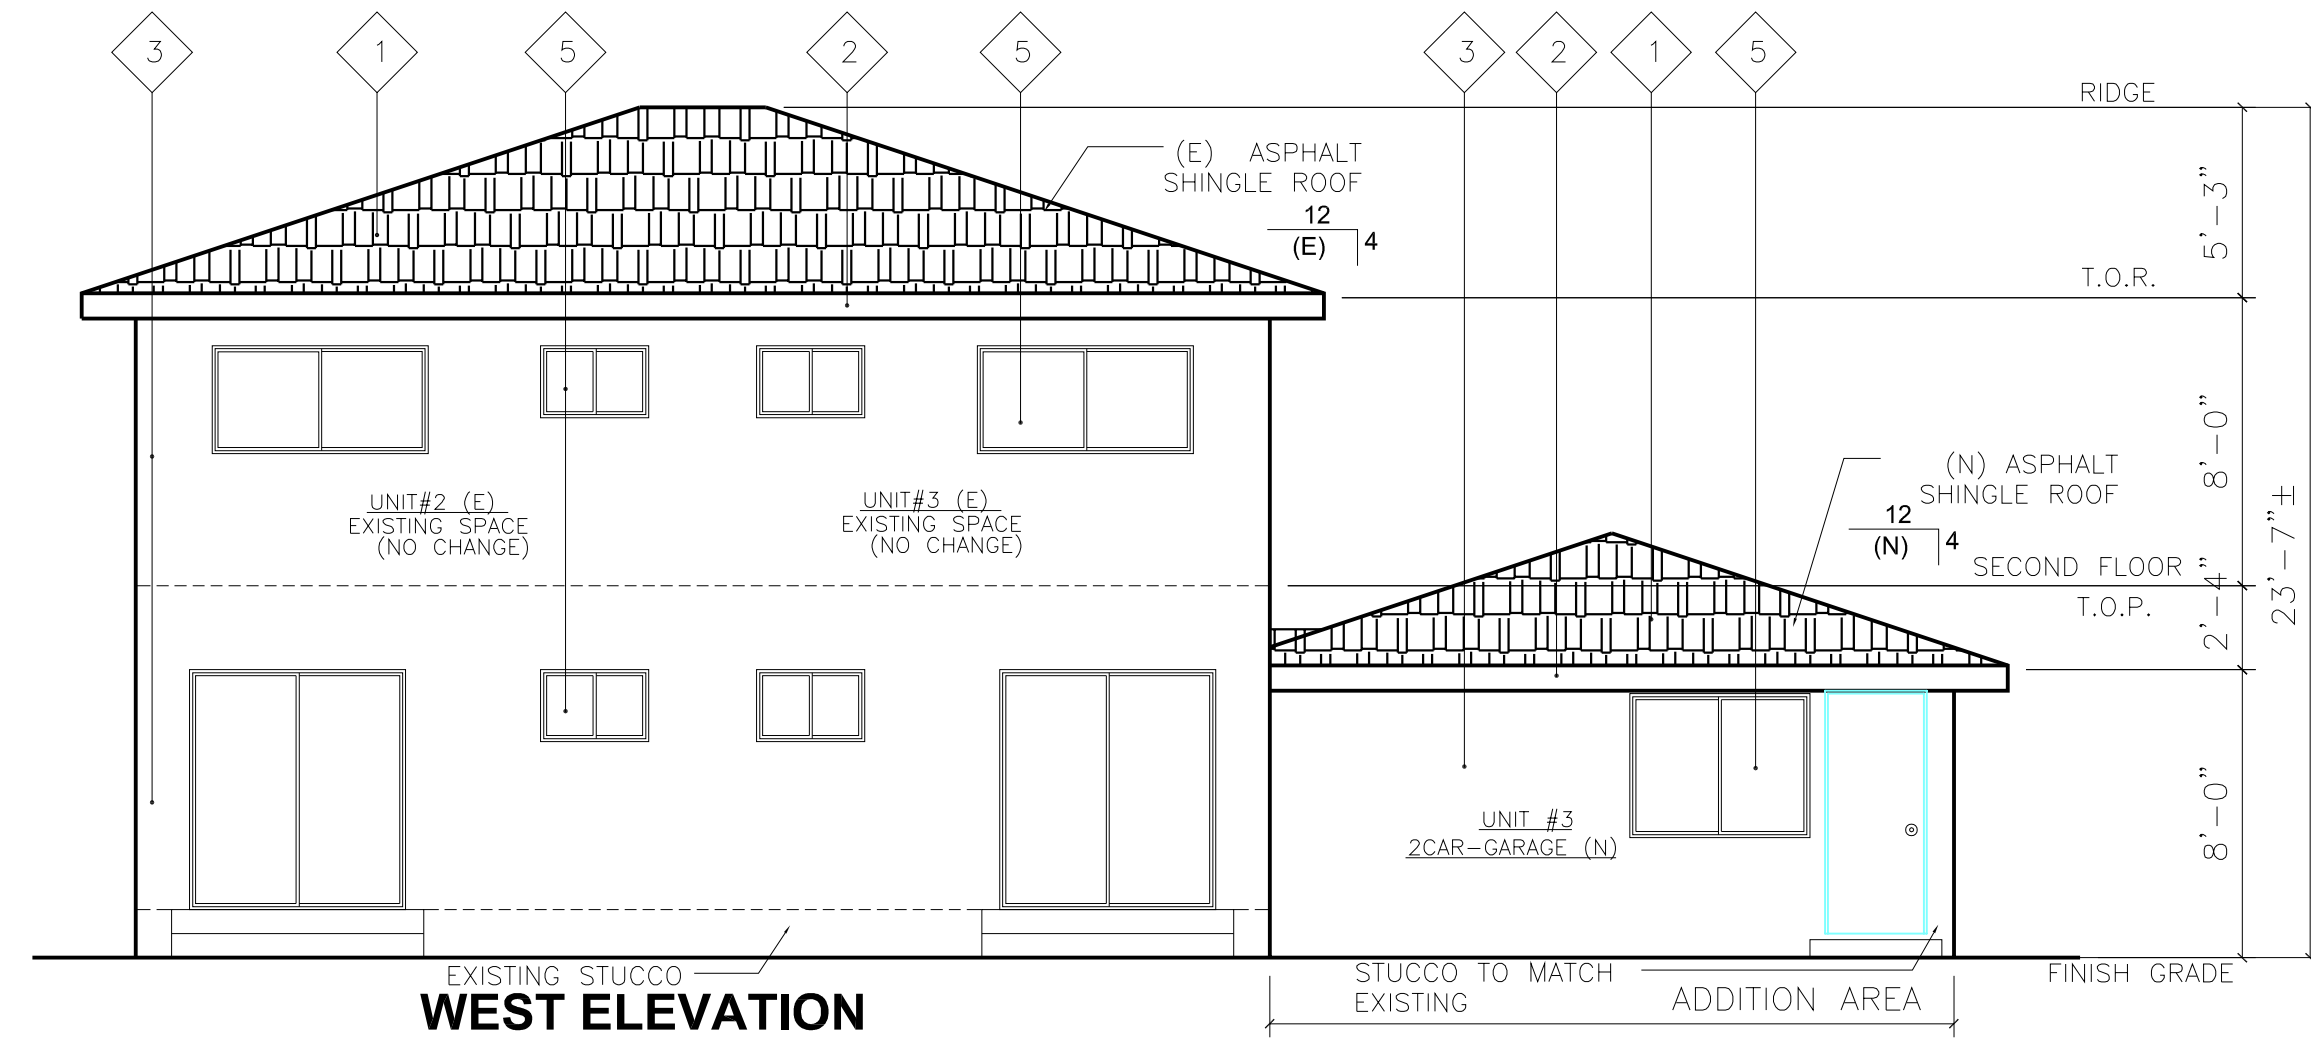 3
1
5
2
5
3
2
1
5
RIDGE
(E) ASPHALT
SHINGLE ROOF
12
(E)
4
5'-3"
T.O.R.
8'-0"
23'-7"±
UNIT#2 (E)
EXISTING SPACE
(NO CHANGE)
UNIT#3 (E)
EXISTING SPACE
(NO CHANGE)
(N) ASPHALT
SHINGLE ROOF
12
(N)
4
SECOND FLOOR
T.O.P.
2'-4"
8'-0"
UNIT #3
2CAR-GARAGE (N)
EXISTING STUCCO
STUCCO TO MATCH
EXISTING
ADDITION AREA
FINISH GRADE
WEST ELEVATION